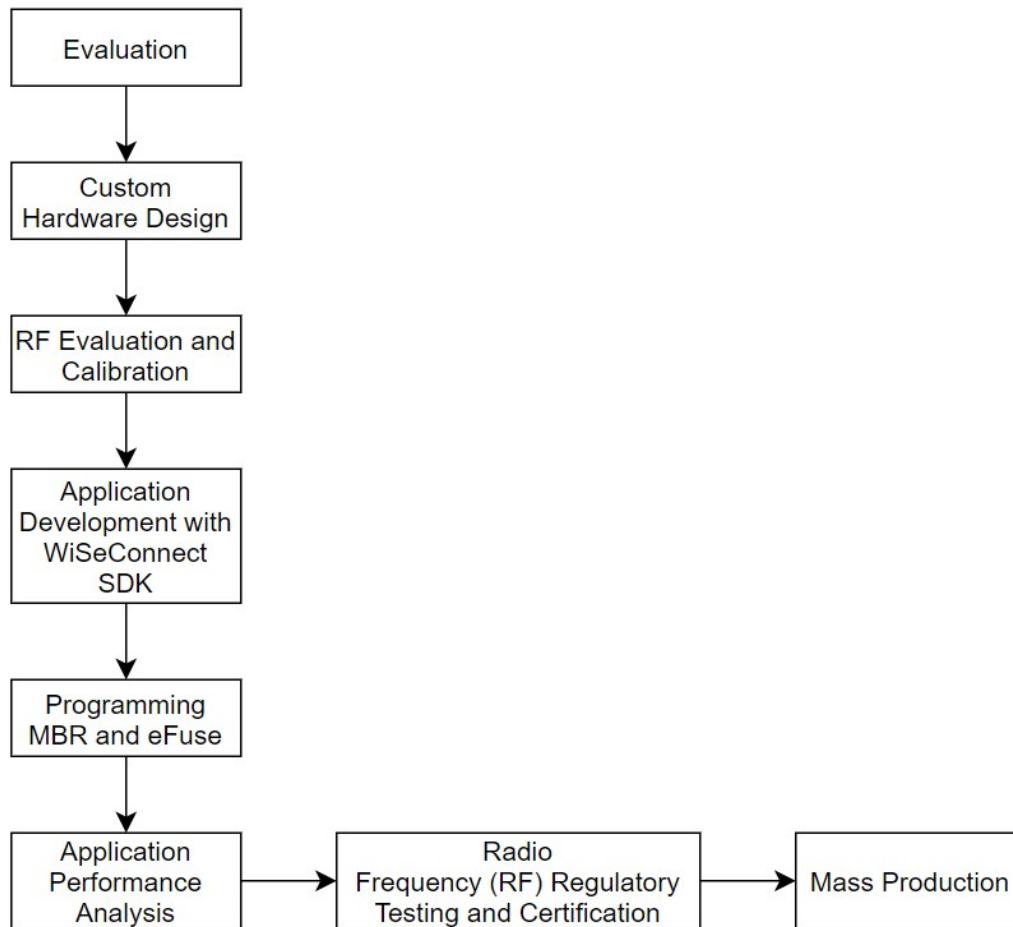 Evaluation
Custom
Hardware Design
RF Evaluation and
Calibration
Application
Development with
WiSeConnect
SDK
Programming
MBR and eFuse
Application
Performance
Analysis
Radio
Frequency (RF) Regulatory
Testing and Certification
Mass Production